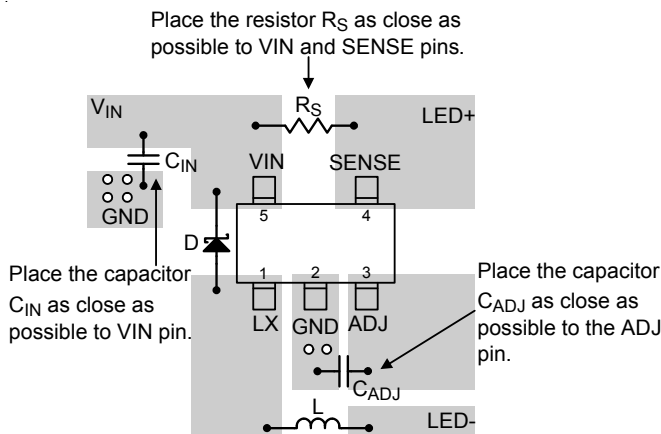 Place the resistor RS as close as
possible to VIN and SENSE pins.
RS
VIN
LED+
CIN
VIN
SENSE
GND
5
4
D
Place the capacitor
CIN as close as
possible to VIN pin.
1
2
3
LX
GND
ADJ
Place the capacitor
CADJ as close as
possible to the ADJ
pin.
CADJ
L
LED-